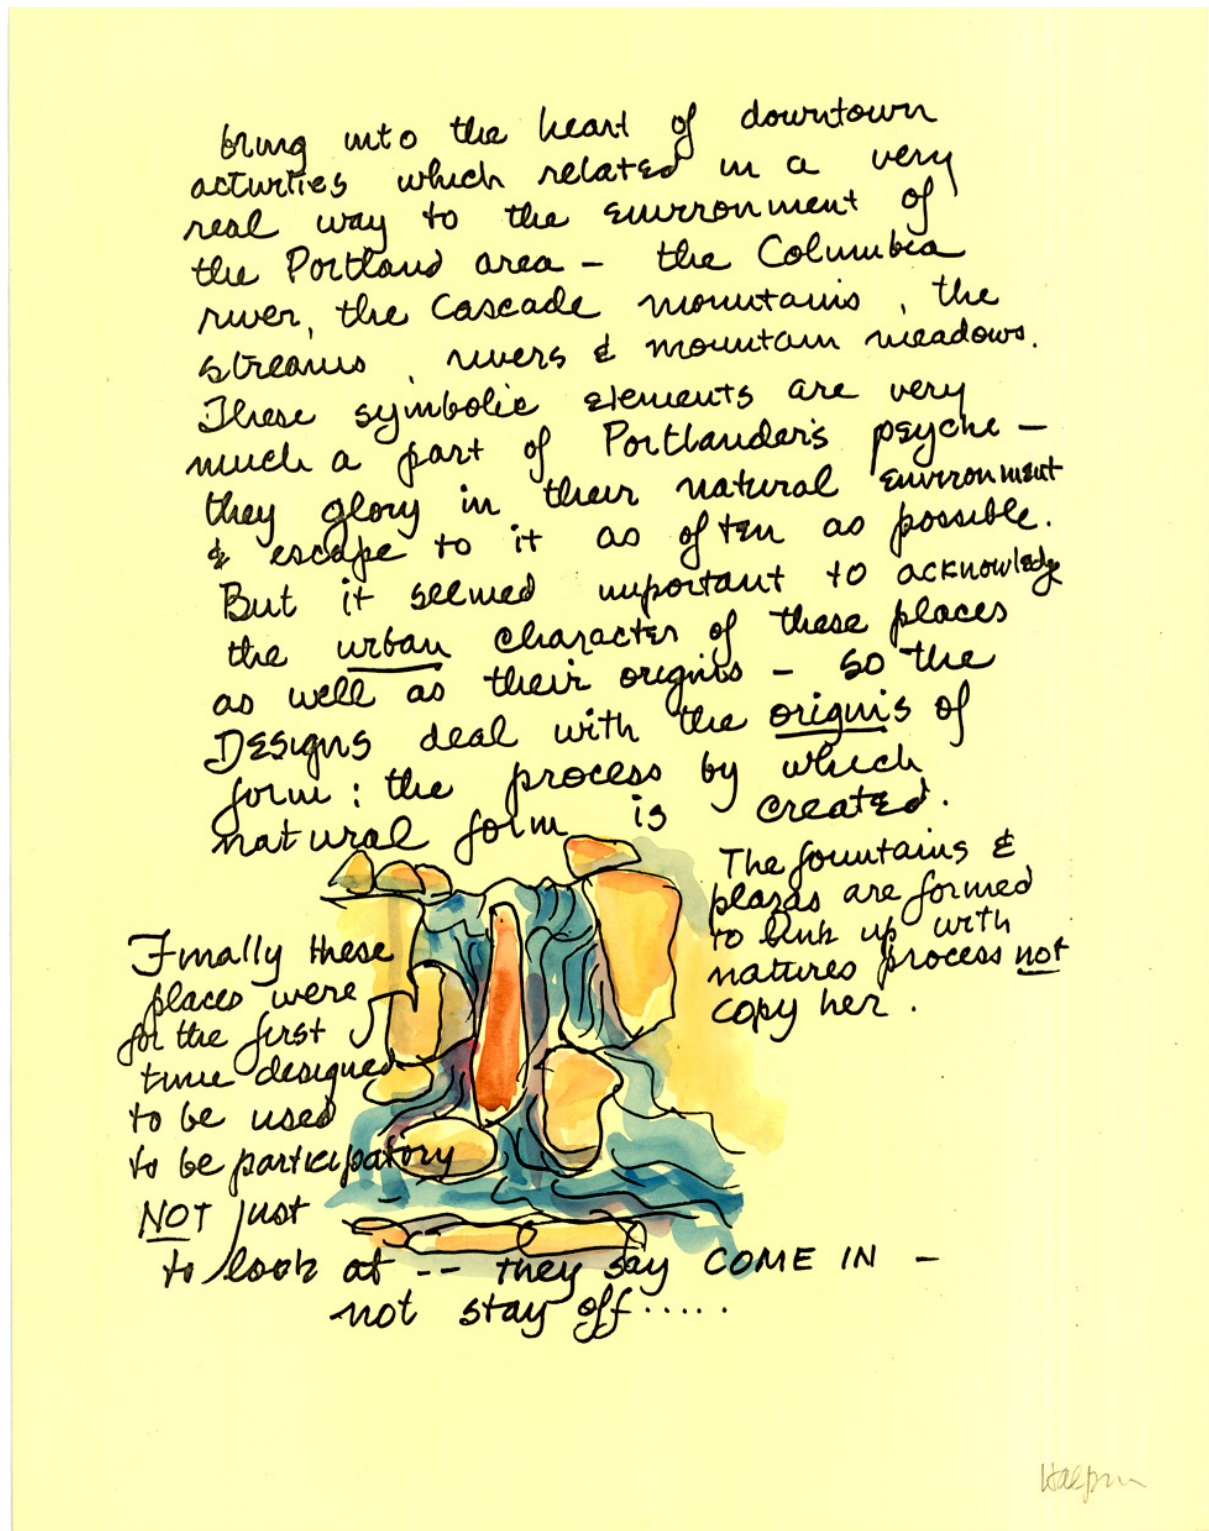 bring into the heart of downtown
activities which related in a very
real way to the environment of
the Portland area – the Columbia
river, the Cascade mountains, the
streams, rivers & mountain meadows.
These symbolic elements are very
much a part of Portlander's psyche –
they glory in their natural environment
& escape to it as often as possible.
But it seemed important to acknowledge
the urban character of these places
as well as their origins – so the
Designs deal with the origins of
form: the process by which
natural form is created.
The fountains &
plazas are formed
to link up with
natures process not
copy her.
Finally these
places were
for the first
time designed
to be used
to be participatory
NOT just
to look at -- they say COME IN –
not stay off.....
Halprin